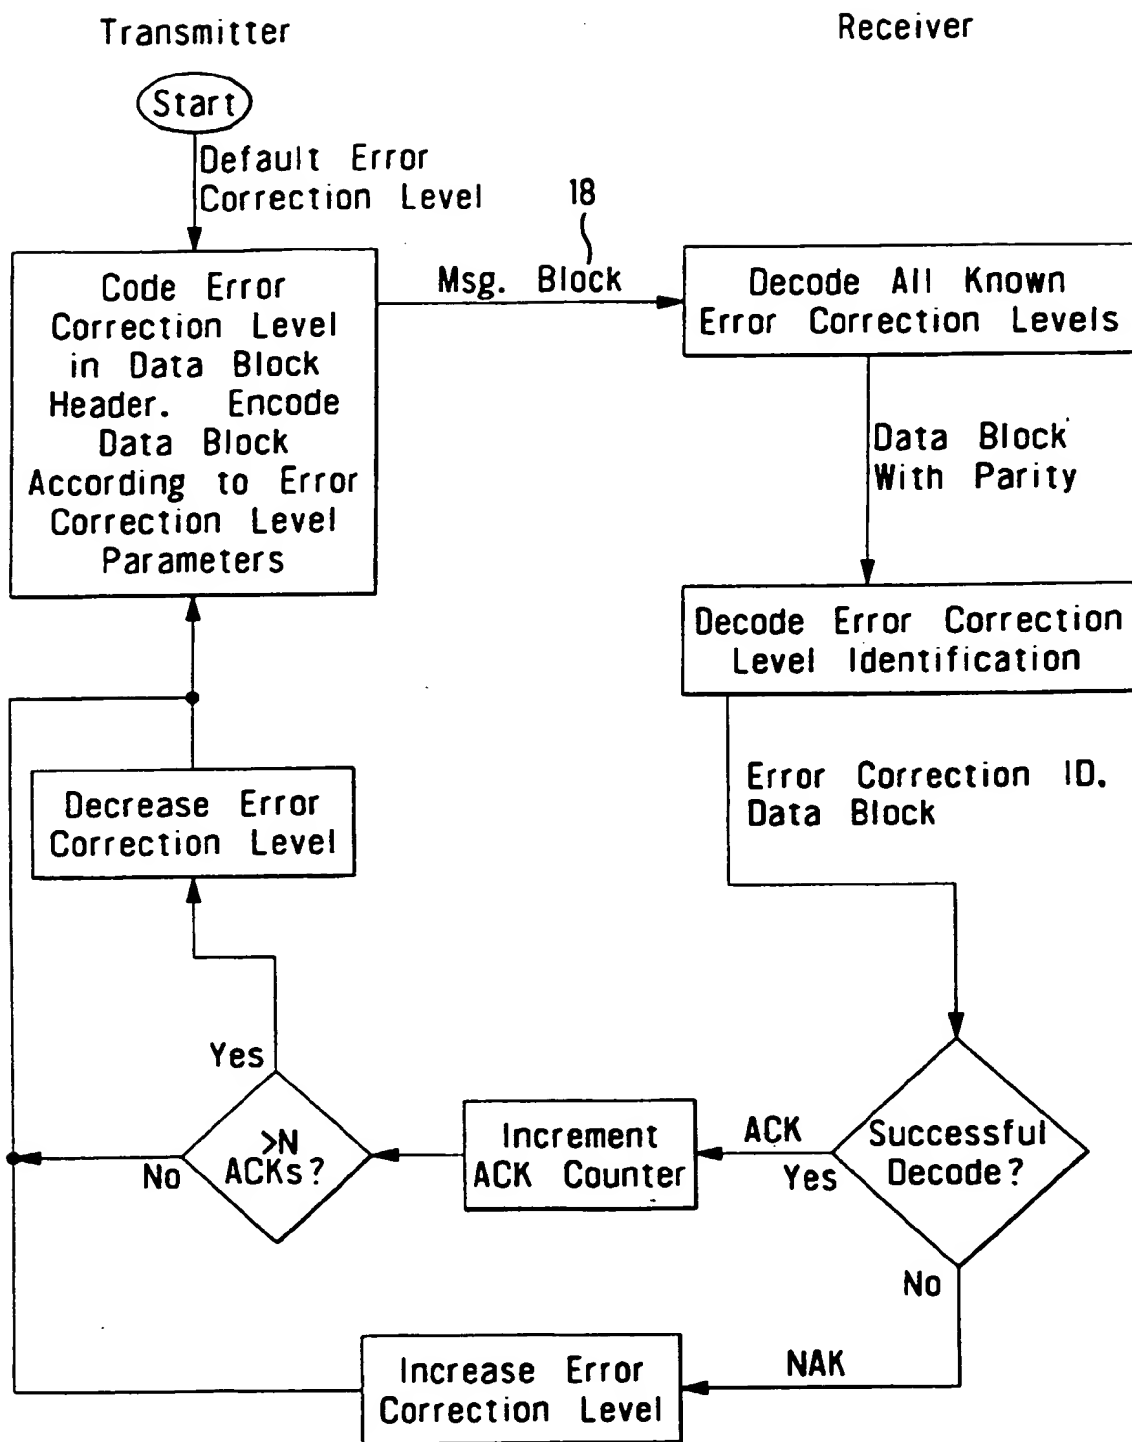 Transmitter
Receiver
Start
Default Error
Correction Level
18
Msg. Block
Code Error
Correction Level
in Data Block
Header. Encode
Data Block
According to Error
Correction Level
Parameters
Decode All Known
Error Correction Levels
Data Block
With Parity
Decode Error Correction
Level Identification
Error Correction ID.
Data Block
Decrease Error
Correction Level
Yes
>N
ACKs?
No
Increment
ACK Counter
ACK
Yes
Successful
Decode?
No
NAK
Increase Error
Correction Level